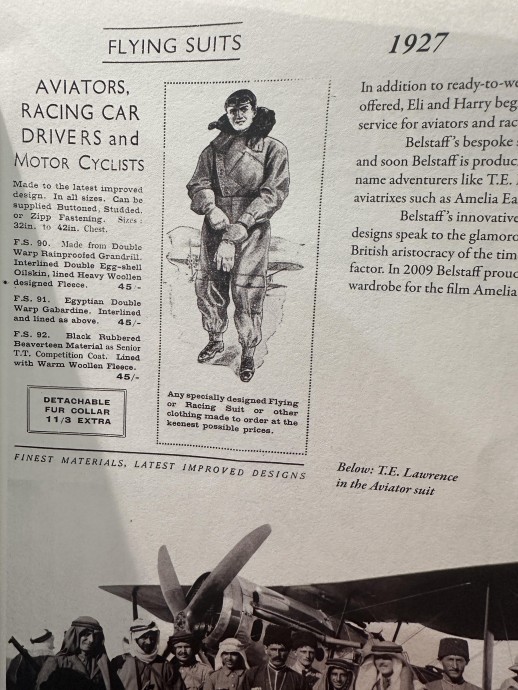 FLYING SUITS
AVIATORS,
RACING CAR
DRIVERS and
MOTOR CYCLISTS
Made to the latest improved
design. In all sizes. Can be
supplied Buttoned, Studded,
or Zipp Fastening. Sizes:
32in. to 42in. Chest.
F.S. 90. Made from Double
Warp Rainproofed Grandrill.
Interlined Double Egg-shell
Oilskin, lined Heavy Woollen
designed Fleece. 45/-
F.S. 91. Egyptian Double
Warp Gabardine. Interlined
and lined as above. 45/-
F.S. 92. Black Rubbered
Beaverteen Material as Senior
T.T. Competition Coat. Lined
with Warm Woollen Fleece.
45/-
DETACHABLE
FUR COLLAR
11/3 EXTRA
Any specially designed Flying
or Racing Suit or other
clothing made to order at the
keenest possible prices.
FINEST MATERIALS, LATEST IMPROVED DESIGNS
1927
In addition to ready-to-we
offered, Eli and Harry beg
service for aviators and rac
Belstaff's bespoke
and soon Belstaff is produc
name adventurers like T.E.
aviatrixes such as Amelia Ea
Belstaff's innovative
designs speak to the glamoro
British aristocracy of the tim
factor. In 2009 Belstaff prouc
wardrobe for the film Amelia
Below: T.E. Lawrence
in the Aviator suit